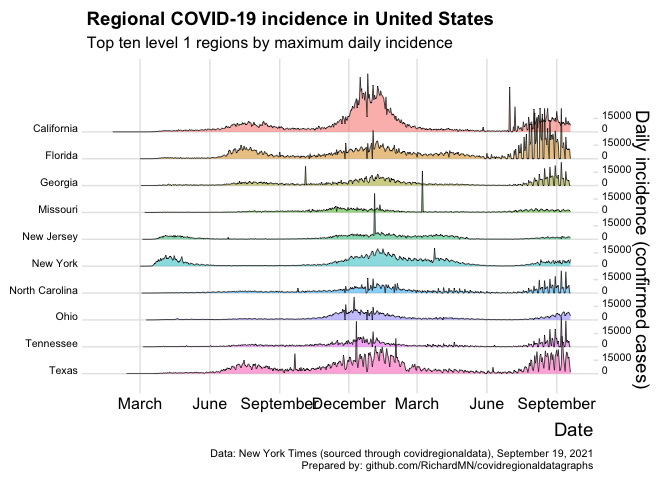 Regional COVID-19 incidence in United States
Top ten level 1 regions by maximum daily incidence
California
15000
0
Florida
15000
0
Georgia
15000
0
Missouri
15000
0
New Jersey
15000
0
New York
15000
0
North Carolina
15000
0
Ohio
15000
0
Tennessee
15000
0
Texas
15000
0
Daily incidence (confirmed cases)
March June September December March June September
Date
Data: New York Times (sourced through covidregionaldata), September 19, 2021
Prepared by: github.com/RichardMN/covidregionaldatagraphs